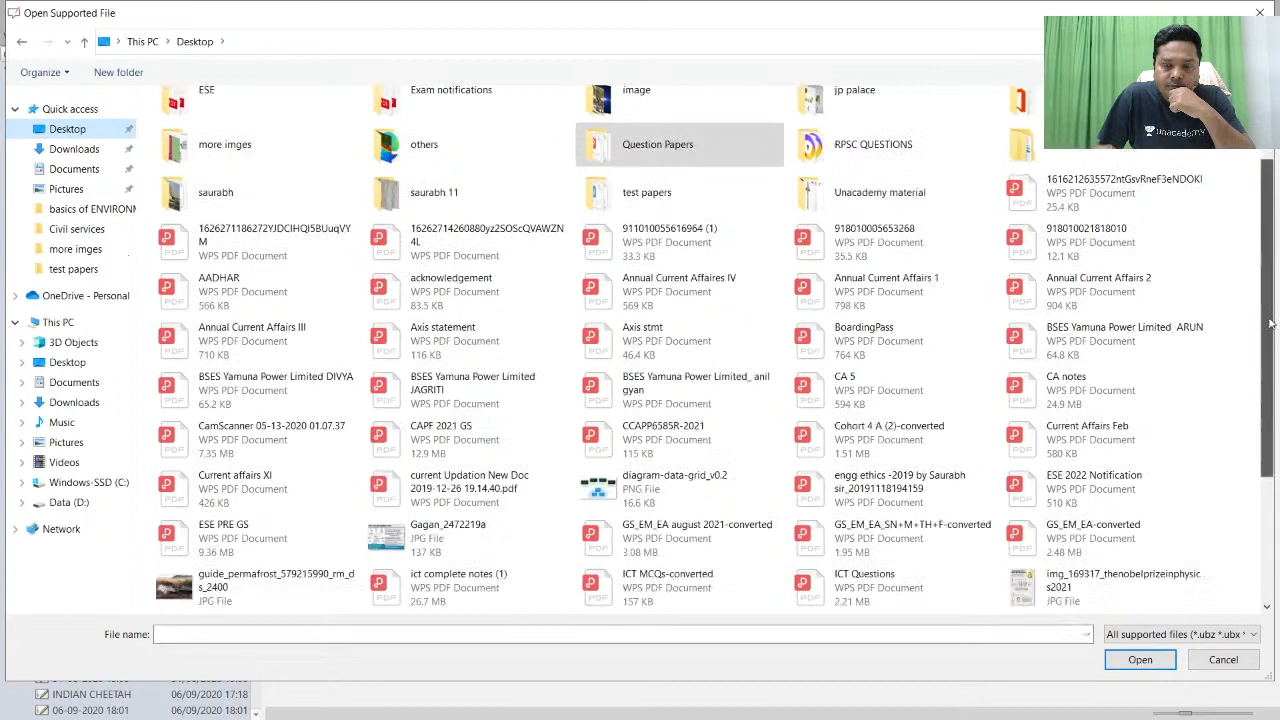 Open Supported File
This PC
Desktop
Organize
New folder
ESE
Exam notifications
image
jp palace
Quick access
Desktop
Downloads
Documents
Pictures
basics of ENVIRONM
Civil services
more imges
test papers
OneDrive - Personal
This PC
3D Objects
Desktop
Documents
Downloads
Music
Pictures
Videos
Windows-SSD (C:)
Data (D:)
Network
more imges
others
Question Papers
RPSC QUESTIONS
saurabh
saurabh 11
test papers
Unacademy material
1616212635572ntGsvRneF3eNDOKI
WPS PDF Document
25.4 KB
WPS PDF Document
WPS PDF Document
911010055616964 (1)
WPS PDF Document
33.3 KB
918010005653268
WPS PDF Document
35.5 KB
918010021818010
WPS PDF Document
12.1 KB
AADHAR
WPS PDF Document
566 KB
acknowledgement
WPS PDF Document
83.5 KB
Annual Current Affaires IV
WPS PDF Document
569 KB
Annual Current Affairs 1
WPS PDF Document
798 KB
Annual Current Affairs 2
WPS PDF Document
904 KB
Annual Current Affairs III
WPS PDF Document
710 KB
Axis statement
WPS PDF Document
116 KB
Axis stmt
WPS PDF Document
46.4 KB
BoardingPass
WPS PDF Document
764 KB
BSES Yamuna Power Limited ARUN
WPS PDF Document
64.8 KB
BSES Yamuna Power Limited DIVYA
WPS PDF Document
65.2 KB
BSES Yamuna Power Limited
JAGRITI
WPS PDF Document
BSES Yamuna Power Limited_ anil
gyan
WPS PDF Document
CA 5
WPS PDF Document
594 KB
CA notes
WPS PDF Document
24.9 MB
CamScanner 05-13-2020 01.07.37
WPS PDF Document
7.35 MB
CAPF 2021 GS
WPS PDF Document
12.9 MB
CCAPP6585R-2021
WPS PDF Document
115 KB
Cohort 4 A (2)-converted
WPS PDF Document
1.51 MB
Current Affairs Feb
WPS PDF Document
580 KB
Current affairs XI
WPS PDF Document
426 KB
current Updation New Doc
2019-12-26 19.14.40.pdf
WPS PDF Document
diagram-data-grid_v0.2
PNG File
16.6 KB
engg ethics -2019 by Saurabh
sir_20191118194159
WPS PDF Document
ESE 2022 Notification
WPS PDF Document
510 KB
ESE PRE GS
WPS PDF Document
9.36 MB
Gagan_2472219a
JPG File
137 KB
GS_EM_EA august 2021-converted
WPS PDF Document
3.08 MB
GS_EM_EA_SN+M+TH+F-converted
WPS PDF Document
1.95 MB
GS_EM_EA-converted
WPS PDF Document
2.48 MB
guide_permafrost_579215990_rm_d
s_2400
JPG File
ict complete notes (1)
WPS PDF Document
26.7 MB
ICT MCQs-converted
WPS PDF Document
157 KB
ICT Questions
WPS PDF Document
2.21 MB
img_169317_thenobelprizeinphysic
s2021
JPG File
File name:
All supported files (*.ubz *.ubx *
Open
Cancel
INDIAN CHEETAH
06/09/2020 17:18
06-09-2020 18:01
06/09/2020 18:01
unacademy